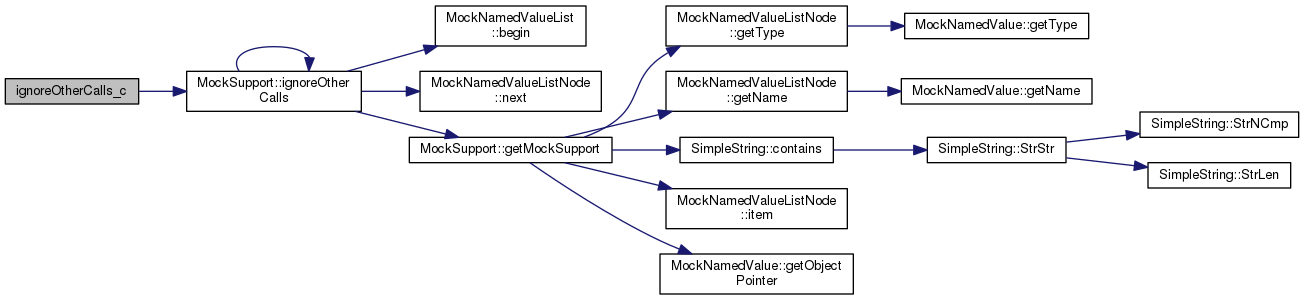 ignoreOtherCalls_c
MockSupport::ignoreOther
Calls
MockNamedValueList
::begin
MockNamedValueListNode
::next
MockSupport::getMockSupport
MockNamedValueListNode
::getType
MockNamedValueListNode
::getName
SimpleString::contains
MockNamedValueListNode
::item
MockNamedValue::getObject
Pointer
MockNamedValue::getType
MockNamedValue::getName
SimpleString::StrStr
SimpleString::StrNCmp
SimpleString::StrLen